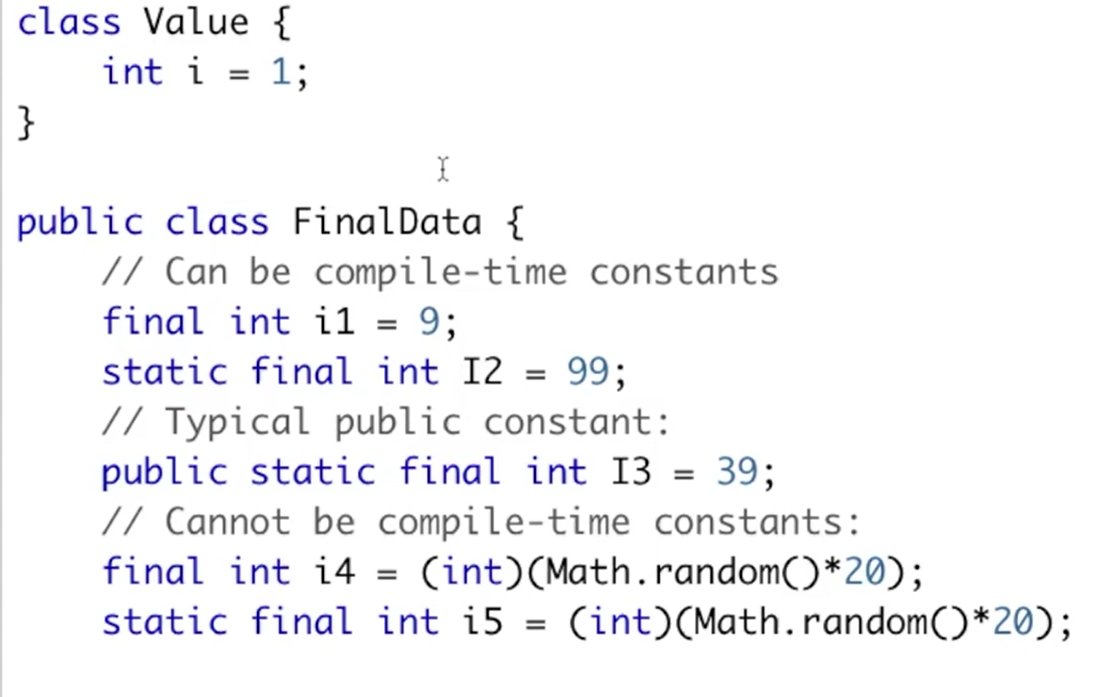 class Value {
    int i = 1;
}
public class FinalData {
    // Can be compile-time constants
    final int i1 = 9;
    static final int I2 = 99;
    // Typical public constant:
    public static final int I3 = 39;
    // Cannot be compile-time constants:
    final int i4 = (int)(Math.random()*20);
    static final int i5 = (int)(Math.random()*20);